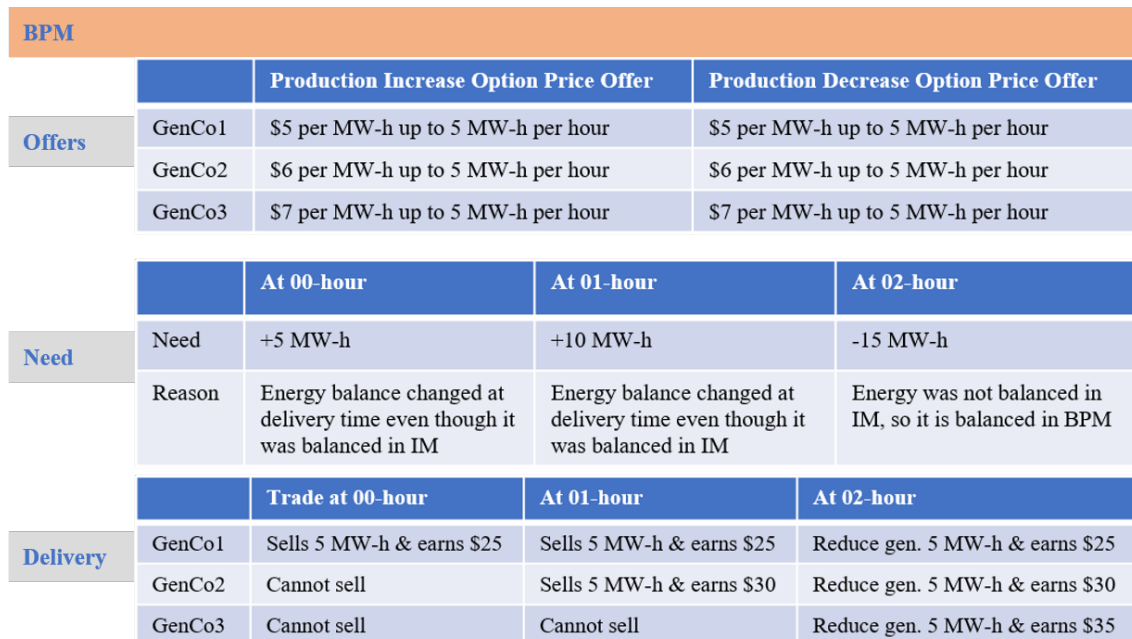 BPM
Production Increase Option Price Offer Production Decrease Option Price Offer
Offers
GenCo1 $5 per MW-h up to 5 MW-h per hour $5 per MW-h up to 5 MW-h per hour
GenCo2 $6 per MW-h up to 5 MW-h per hour $6 per MW-h up to 5 MW-h per hour
GenCo3 $7 per MW-h up to 5 MW-h per hour $7 per MW-h up to 5 MW-h per hour
At 00-hour At 01-hour At 02-hour
Need
Need +5 MW-h +10 MW-h -15 MW-h
Reason Energy balance changed at Energy balance changed at Energy was not balanced in
delivery time even though it delivery time even though it IM, so it is balanced in BPM
was balanced in IM was balanced in IM
Trade at 00-hour At 01-hour At 02-hour
Delivery
GenCo1 Sells 5 MW-h & earns $25 Sells 5 MW-h & earns $25 Reduce gen. 5 MW-h & earns $25
GenCo2 Cannot sell Sells 5 MW-h & earns $30 Reduce gen. 5 MW-h & earns $30
GenCo3 Cannot sell Cannot sell Reduce gen. 5 MW-h & earns $35